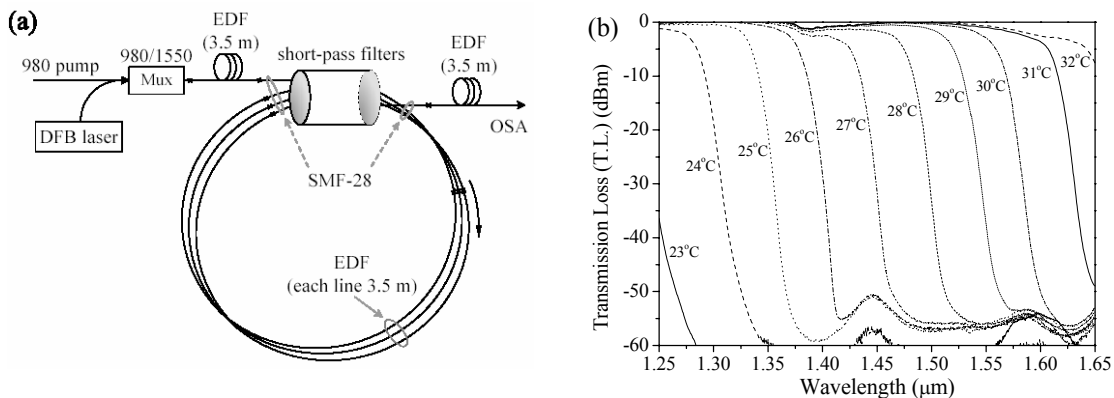 (a)
EDF
(3.5 m)
980/1550
980 pump
Mux
DFB laser
short-pass filters
EDF
(3.5 m)
OSA
SMF-28
EDF
(each line 3.5 m)
(b)
Transmission Loss (T.L.) (dBm)
0
-10
-20
-30
-40
-50
-60
23°C
24°C
25°C
26°C
27°C
28°C
29°C
30°C
31°C
32°C
1.25 1.30 1.35 1.40 1.45 1.50 1.55 1.60 1.65
Wavelength (μm)